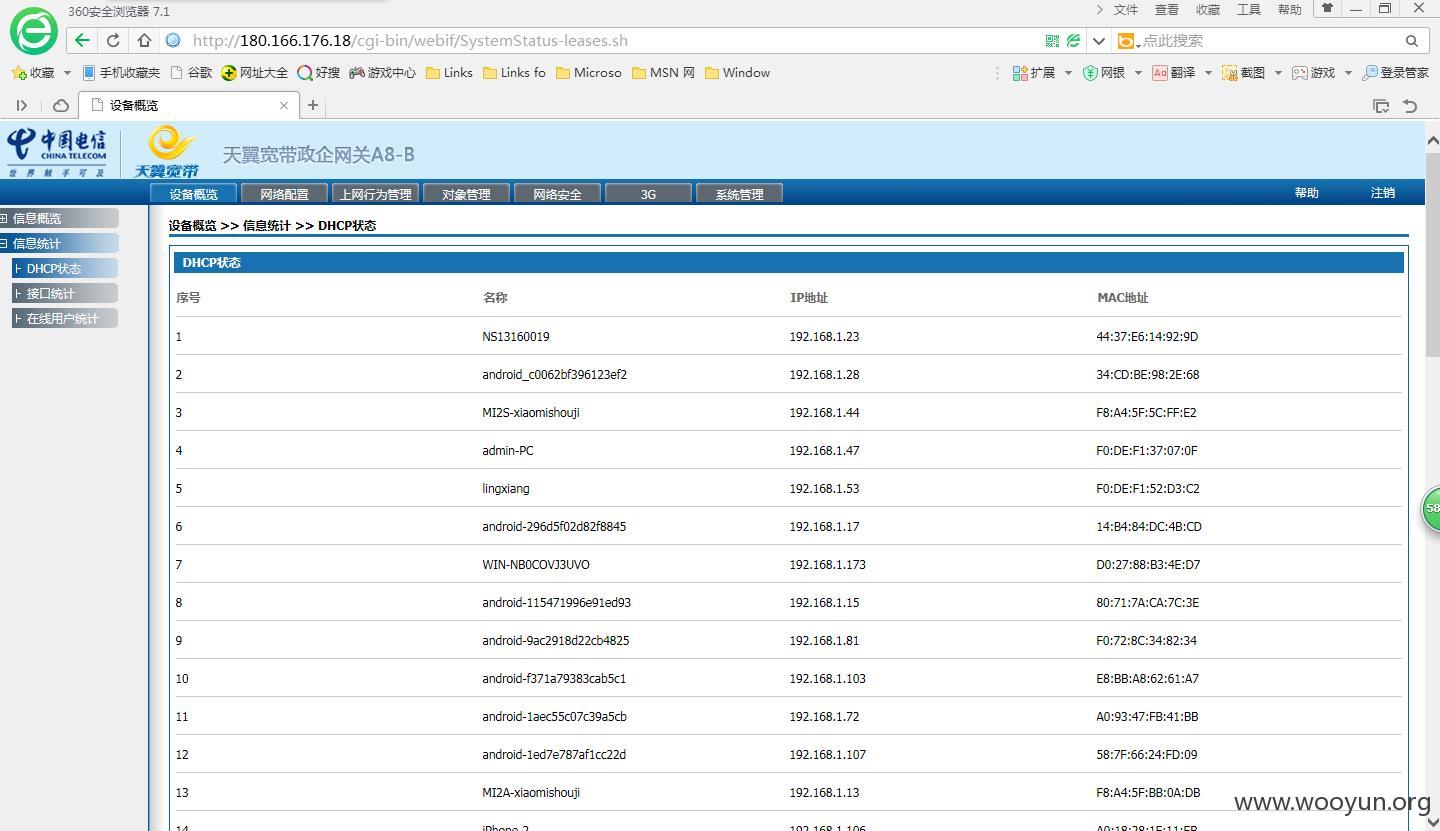 360安全浏览器 7.1
文件 查看 收藏 工具 帮助
http://180.166.176.18/cgi-bin/webif/SystemStatus-leases.sh
点此搜索
收藏 手机收藏夹 谷歌 网址大全 好搜 游戏中心 Links Links fo Microso MSN 网 Window
扩展 网银 翻译 截图 游戏 登录管家
设备概览
中国电信
CHINA TELECOM
世界触手可及
天翼宽带
天翼宽带政企网关A8-B
设备概览 网络配置 上网行为管理 对象管理 网络安全 3G 系统管理 帮助 注销
信息概览
信息统计
DHCP状态
接口统计
在线用户统计
设备概览 >> 信息统计 >> DHCP状态
DHCP状态
序号 名称 IP地址 MAC地址
1 NS13160019 192.168.1.23 44:37:E6:14:92:9D
2 android_c0062bf396123ef2 192.168.1.28 34:CD:BE:98:2E:68
3 MI2S-xiaomishouji 192.168.1.44 F8:A4:5F:5C:FF:E2
4 admin-PC 192.168.1.47 F0:DE:F1:37:07:0F
5 lingxiang 192.168.1.53 F0:DE:F1:52:D3:C2
6 android-296d5f02d82f8845 192.168.1.17 14:B4:84:DC:4B:CD
7 WIN-NB0COVJ3UVO 192.168.1.173 D0:27:88:B3:4E:D7
8 android-115471996e91ed93 192.168.1.15 80:71:7A:CA:7C:3E
9 android-9ac2918d22cb4825 192.168.1.81 F0:72:8C:34:82:34
10 android-f371a79383cab5c1 192.168.1.103 E8:BB:A8:62:61:A7
11 android-1aec55c07c39a5cb 192.168.1.72 A0:93:47:FB:41:BB
12 android-1ed7e787af1cc22d 192.168.1.107 58:7F:66:24:FD:09
13 MI2A-xiaomishouji 192.168.1.13 F8:A4:5F:BB:0A:DB
14 iPhone-2 192.168.1.106
58
www.wooyun.org